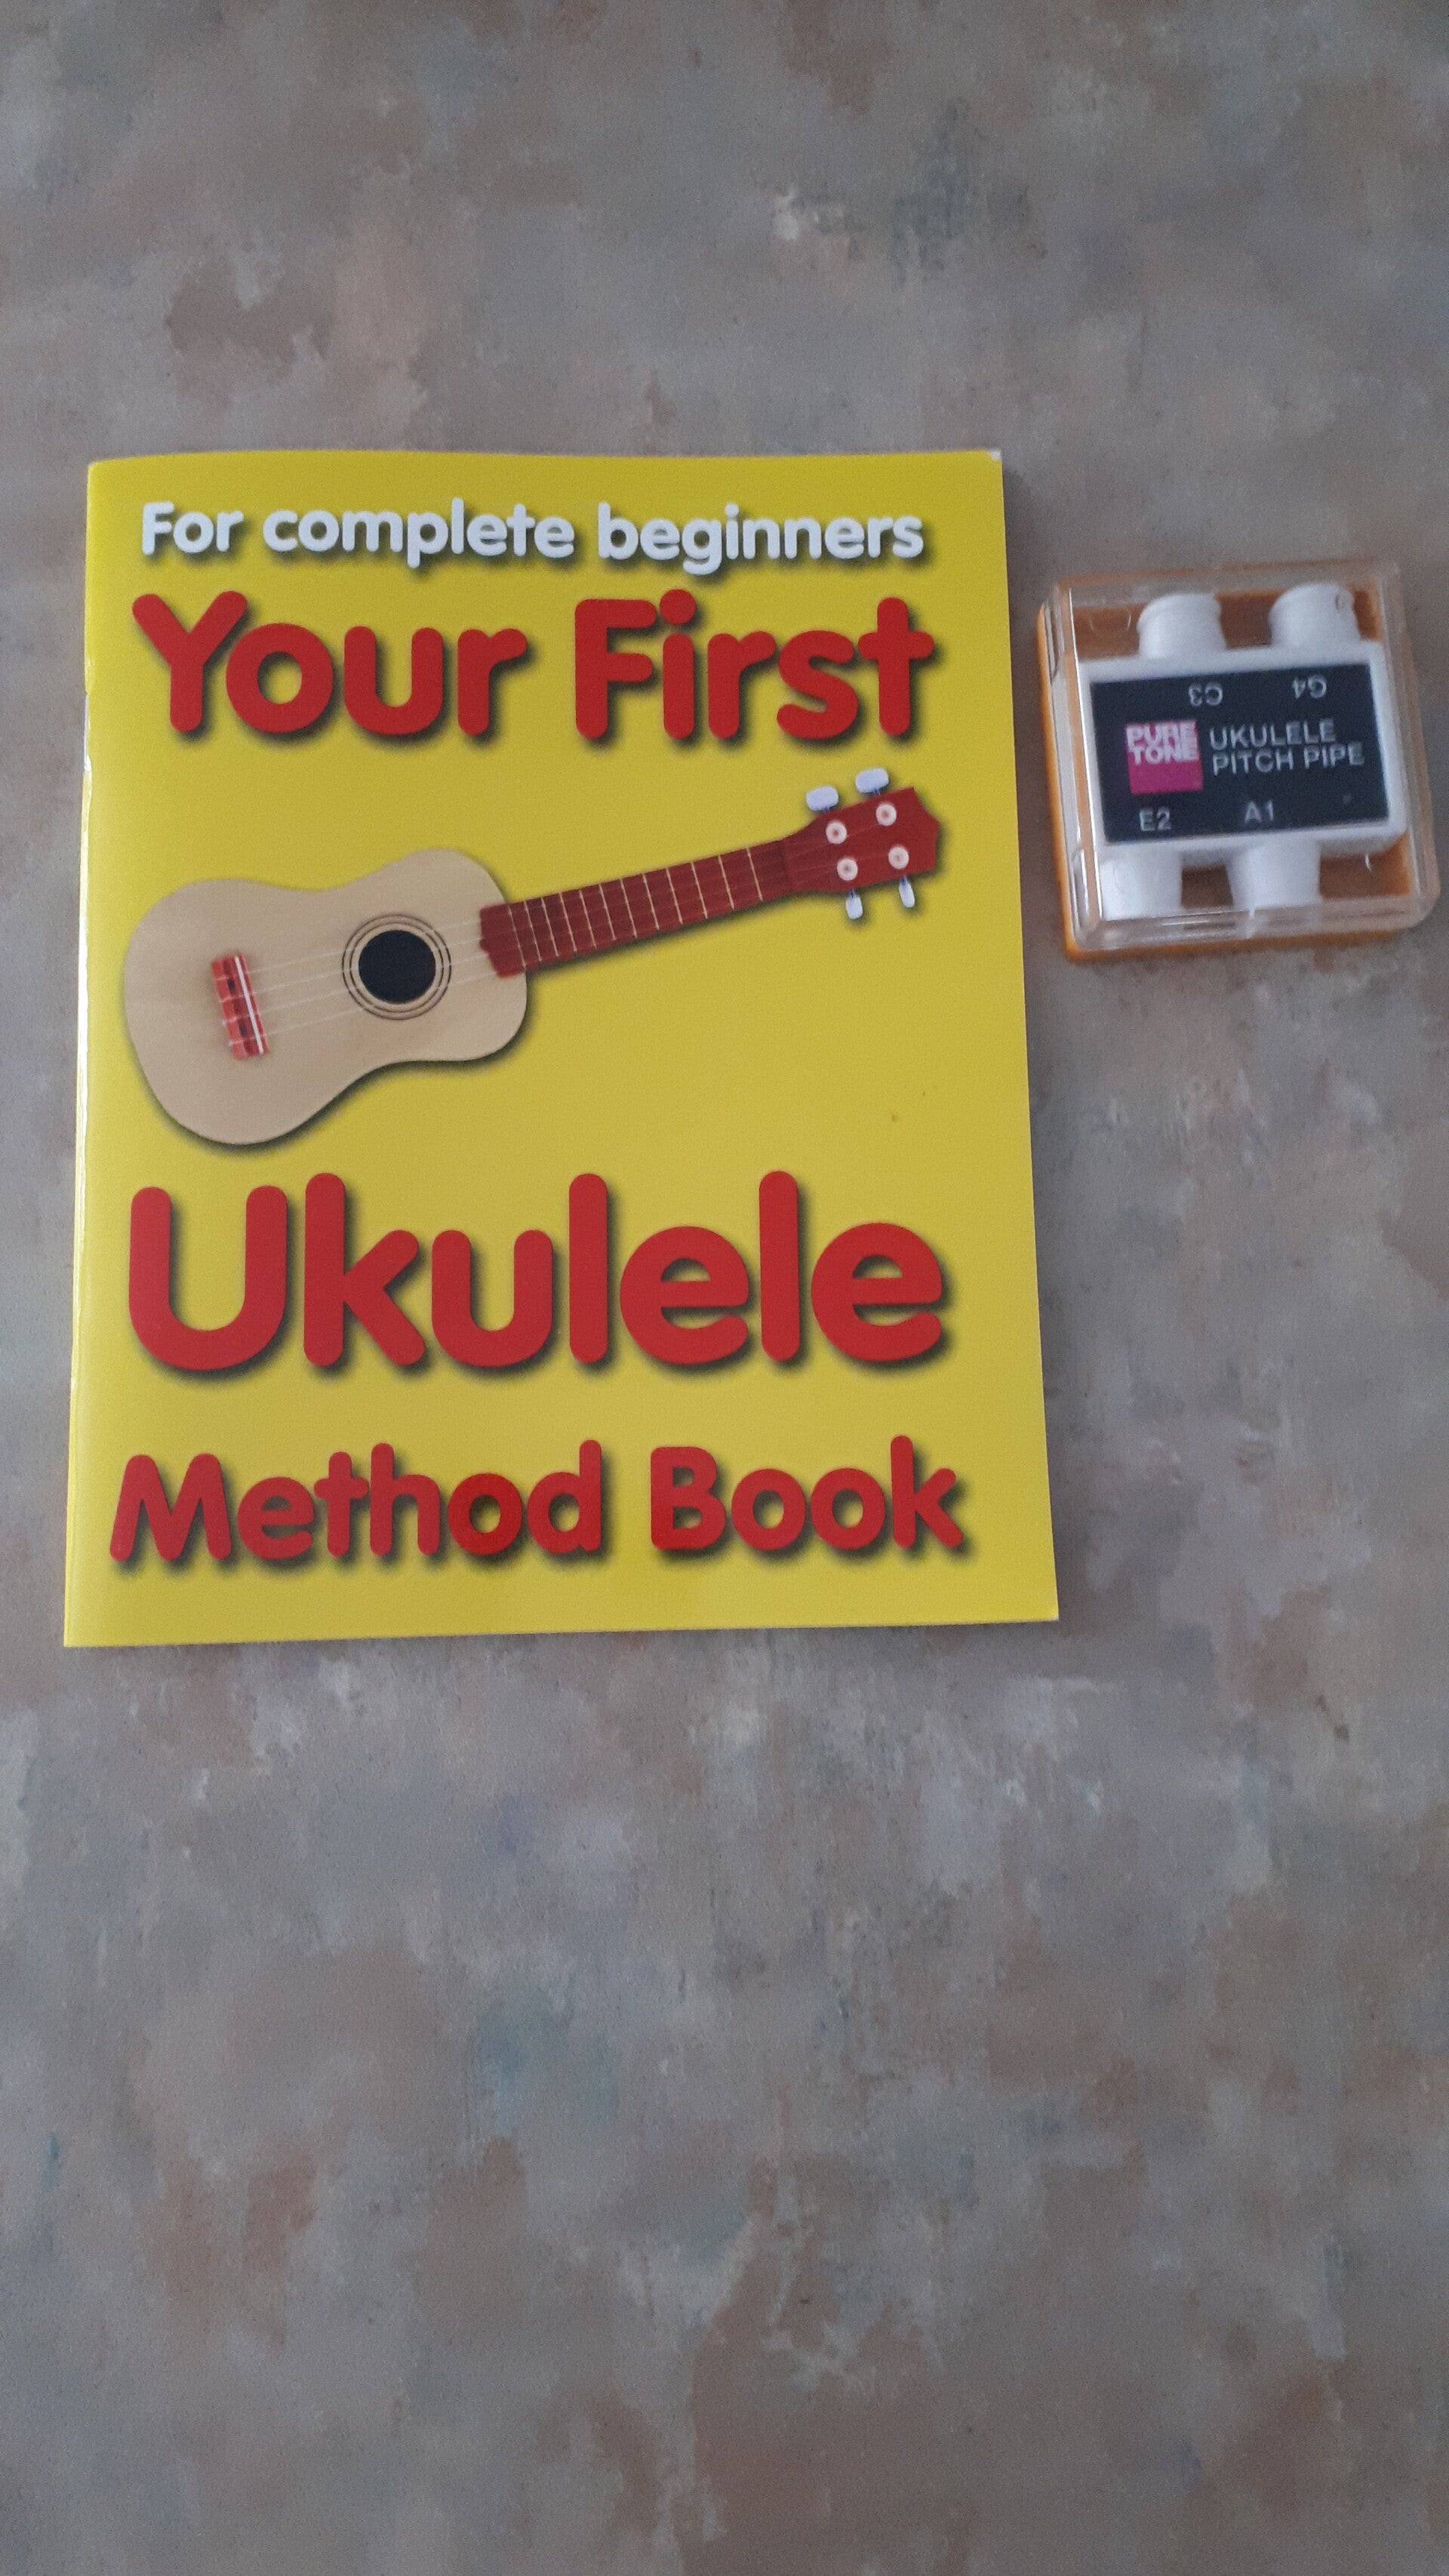 For complete beginners
Your First
Ukulele
Method Book
C3 G4
PURE
TONE
UKULELE
PITCH PIPE
E2 A1